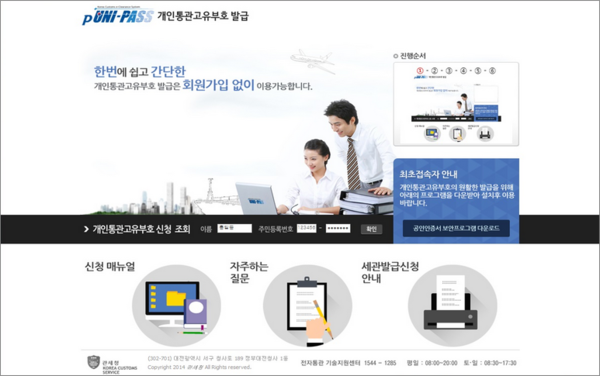 pUNI-PASS 개인통관고유부호 발급
한번에 쉽고 간단한
개인통관고유부호 발급은 회원가입 없이 이용가능합니다.
진행순서
① - ② - ③ - ④ - ⑤ - ⑥
최초접속자 안내
개인통관고유부호의 원활한 발급을 위해
아래의 프로그램을 다운받아 설치후 이용
바랍니다.
공인인증서 보안프로그램 다운로드
개인통관고유부호 신청 조회 이름 홍길동 주민등록번호 - ******* 확인
신청 매뉴얼
자주하는
질문
세관발급신청
안내
관세청
KOREA CUSTOMS
SERVICE
(302-701) 대전광역시 서구 청사로 189 정부대전청사 1동
Copyright 2014 관세청 All Rights reserved.
전자통관 기술지원센터 1544 - 1285 평일 : 08:00~20:00 토·일 : 08:30~17:30